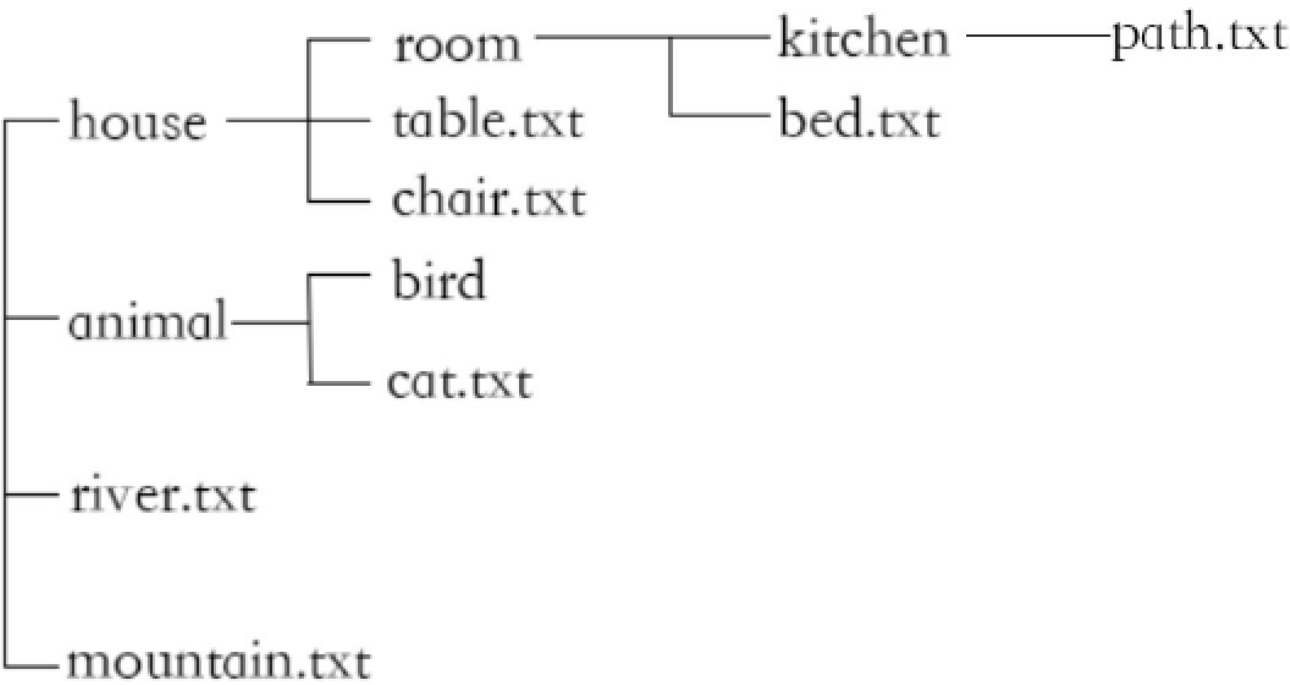 room kitchen path.txt
house table.txt bed.txt
chair.txt
bird
animal
cat.txt
river.txt
mountain.txt